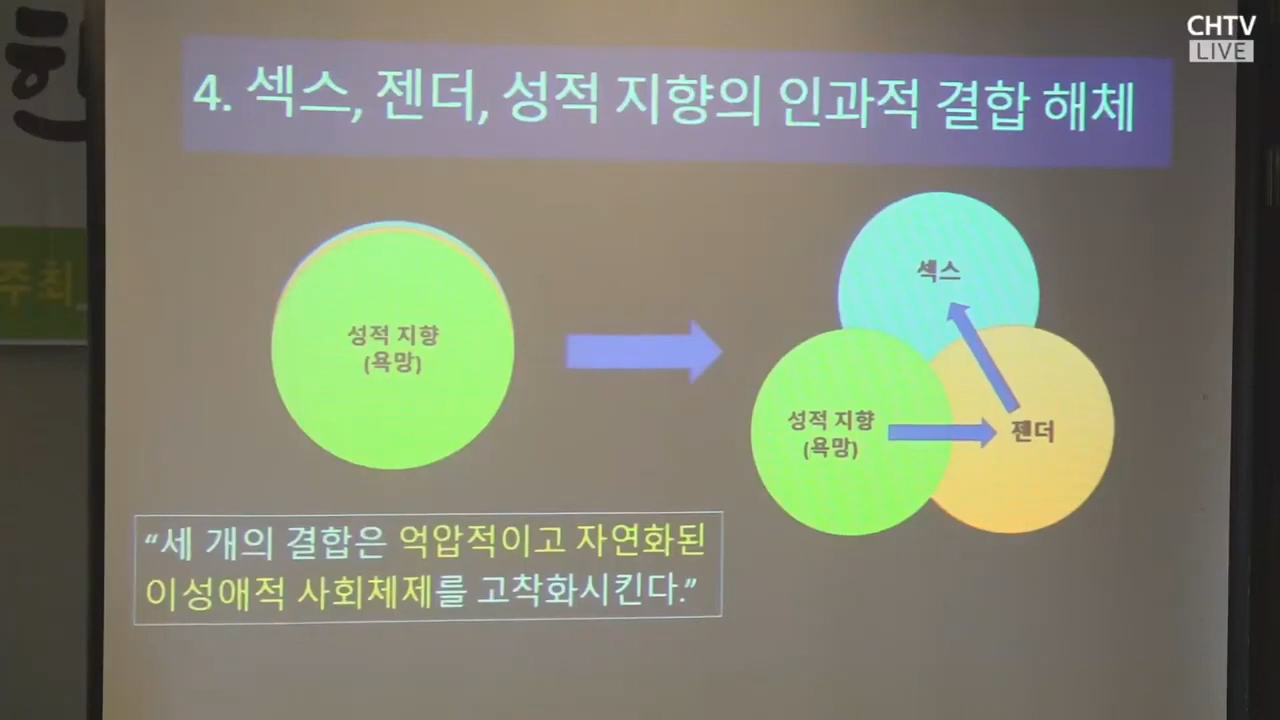 CHTV
LIVE
한
주최
4. 섹스, 젠더, 성적 지향의 인과적 결합 해체
성적 지향
(욕망)
섹스
성적 지향
(욕망)
젠더
“세 개의 결합은 억압적이고 자연화된
이성애적 사회체제를 고착화시킨다.”